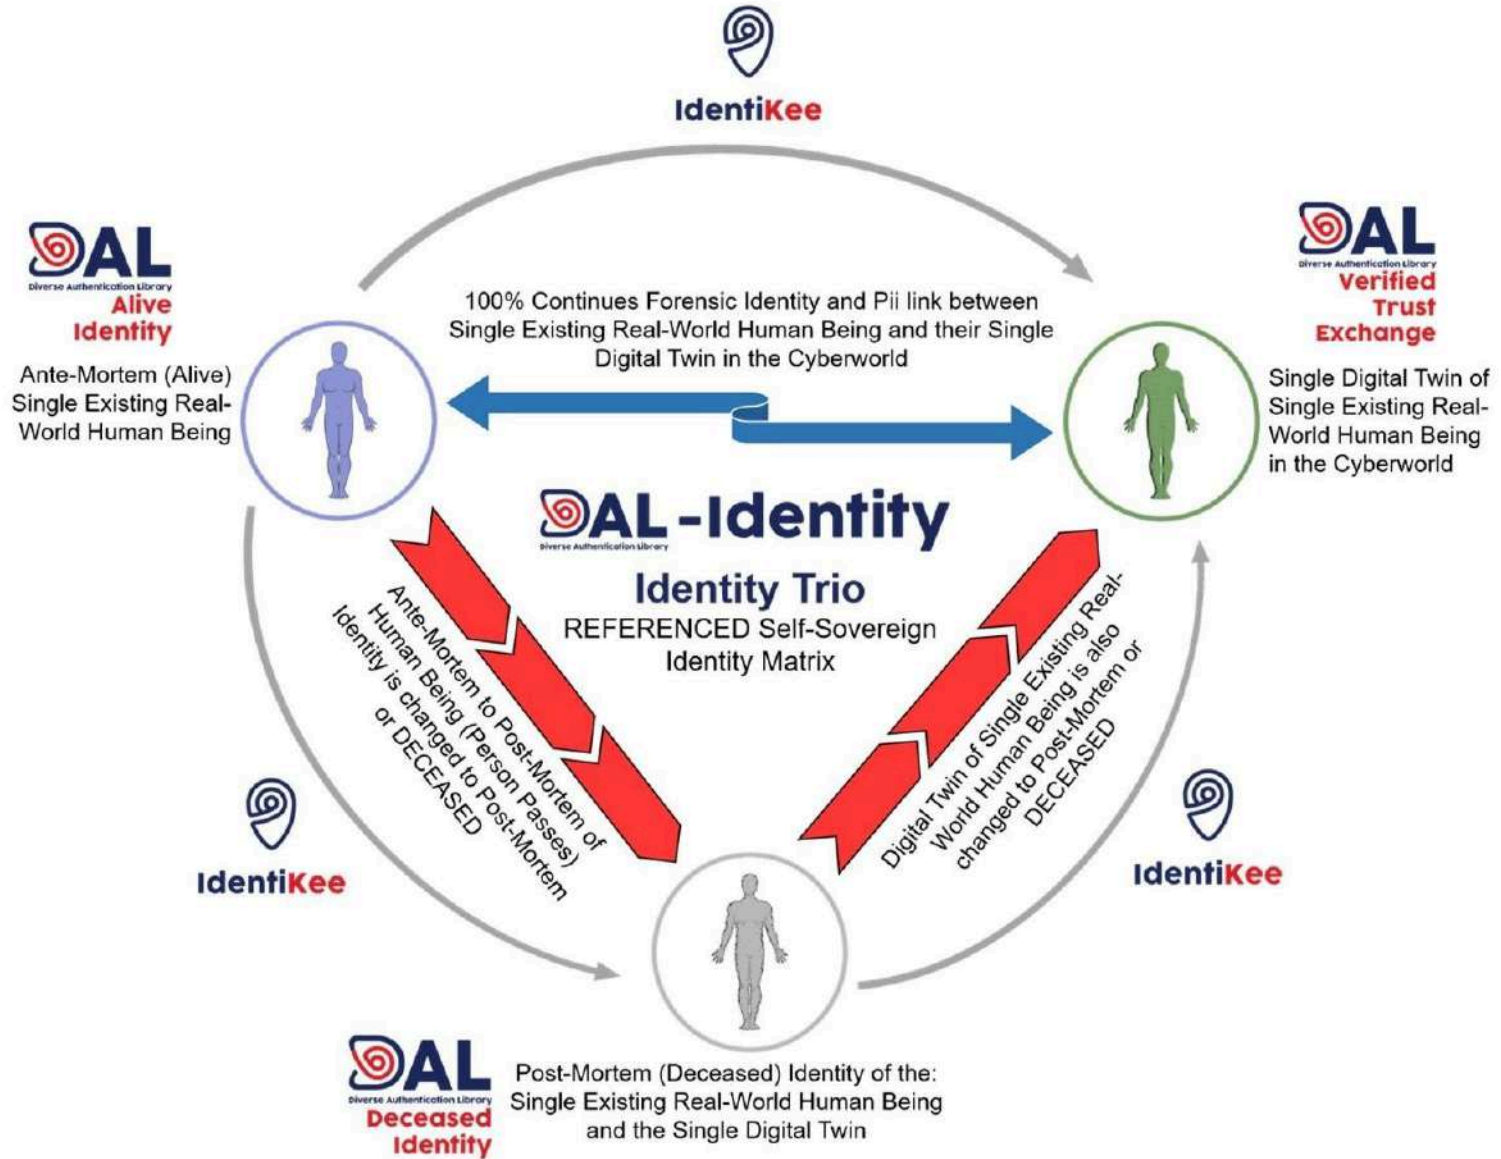 IdentiKee
DAL
Diverse Authentication Library
Alive
Identity
Ante-Mortem (Alive)
Single Existing Real-
World Human Being
100% Continues Forensic Identity and Pii link between
Single Existing Real-World Human Being and their Single
Digital Twin in the Cyberworld
DAL
Diverse Authentication Library
Verified
Trust
Exchange
Single Digital Twin of
Single Existing Real-
World Human Being
in the Cyberworld
DAL-Identity
Diverse Authentication Library
Identity Trio
REFERENCED Self-Sovereign
Identity Matrix
Ante-Mortem to Post-Mortem of
Human Being (Person Passes)
Identity is changed to Post-Mortem
or DECEASED
Digital Twin of Single Existing Real-
World Human Being is also
changed to Post-Mortem or
DECEASED
IdentiKee
IdentiKee
DAL
Diverse Authentication Library
Deceased
Identity
Post-Mortem (Deceased) Identity of the:
Single Existing Real-World Human Being
and the Single Digital Twin